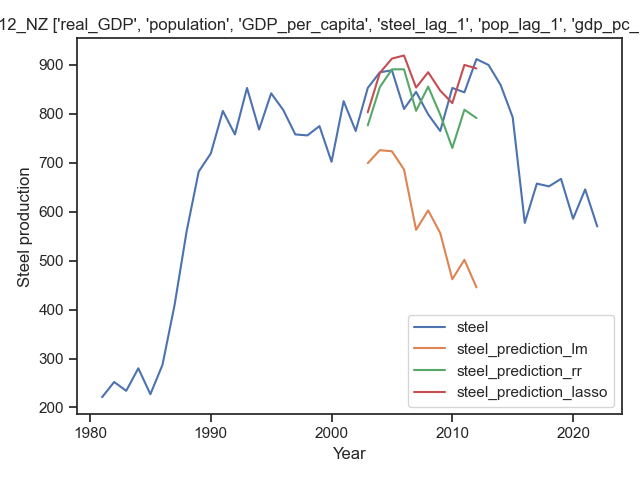 12_NZ ['real_GDP', 'population', 'GDP_per_capita', 'steel_lag_1', 'pop_lag_1', 'gdp_pc_
900
800
700
600
500
400
300
200
Steel production
1980
1990
2000
2010
2020
Year
steel
steel_prediction_lm
steel_prediction_rr
steel_prediction_lasso